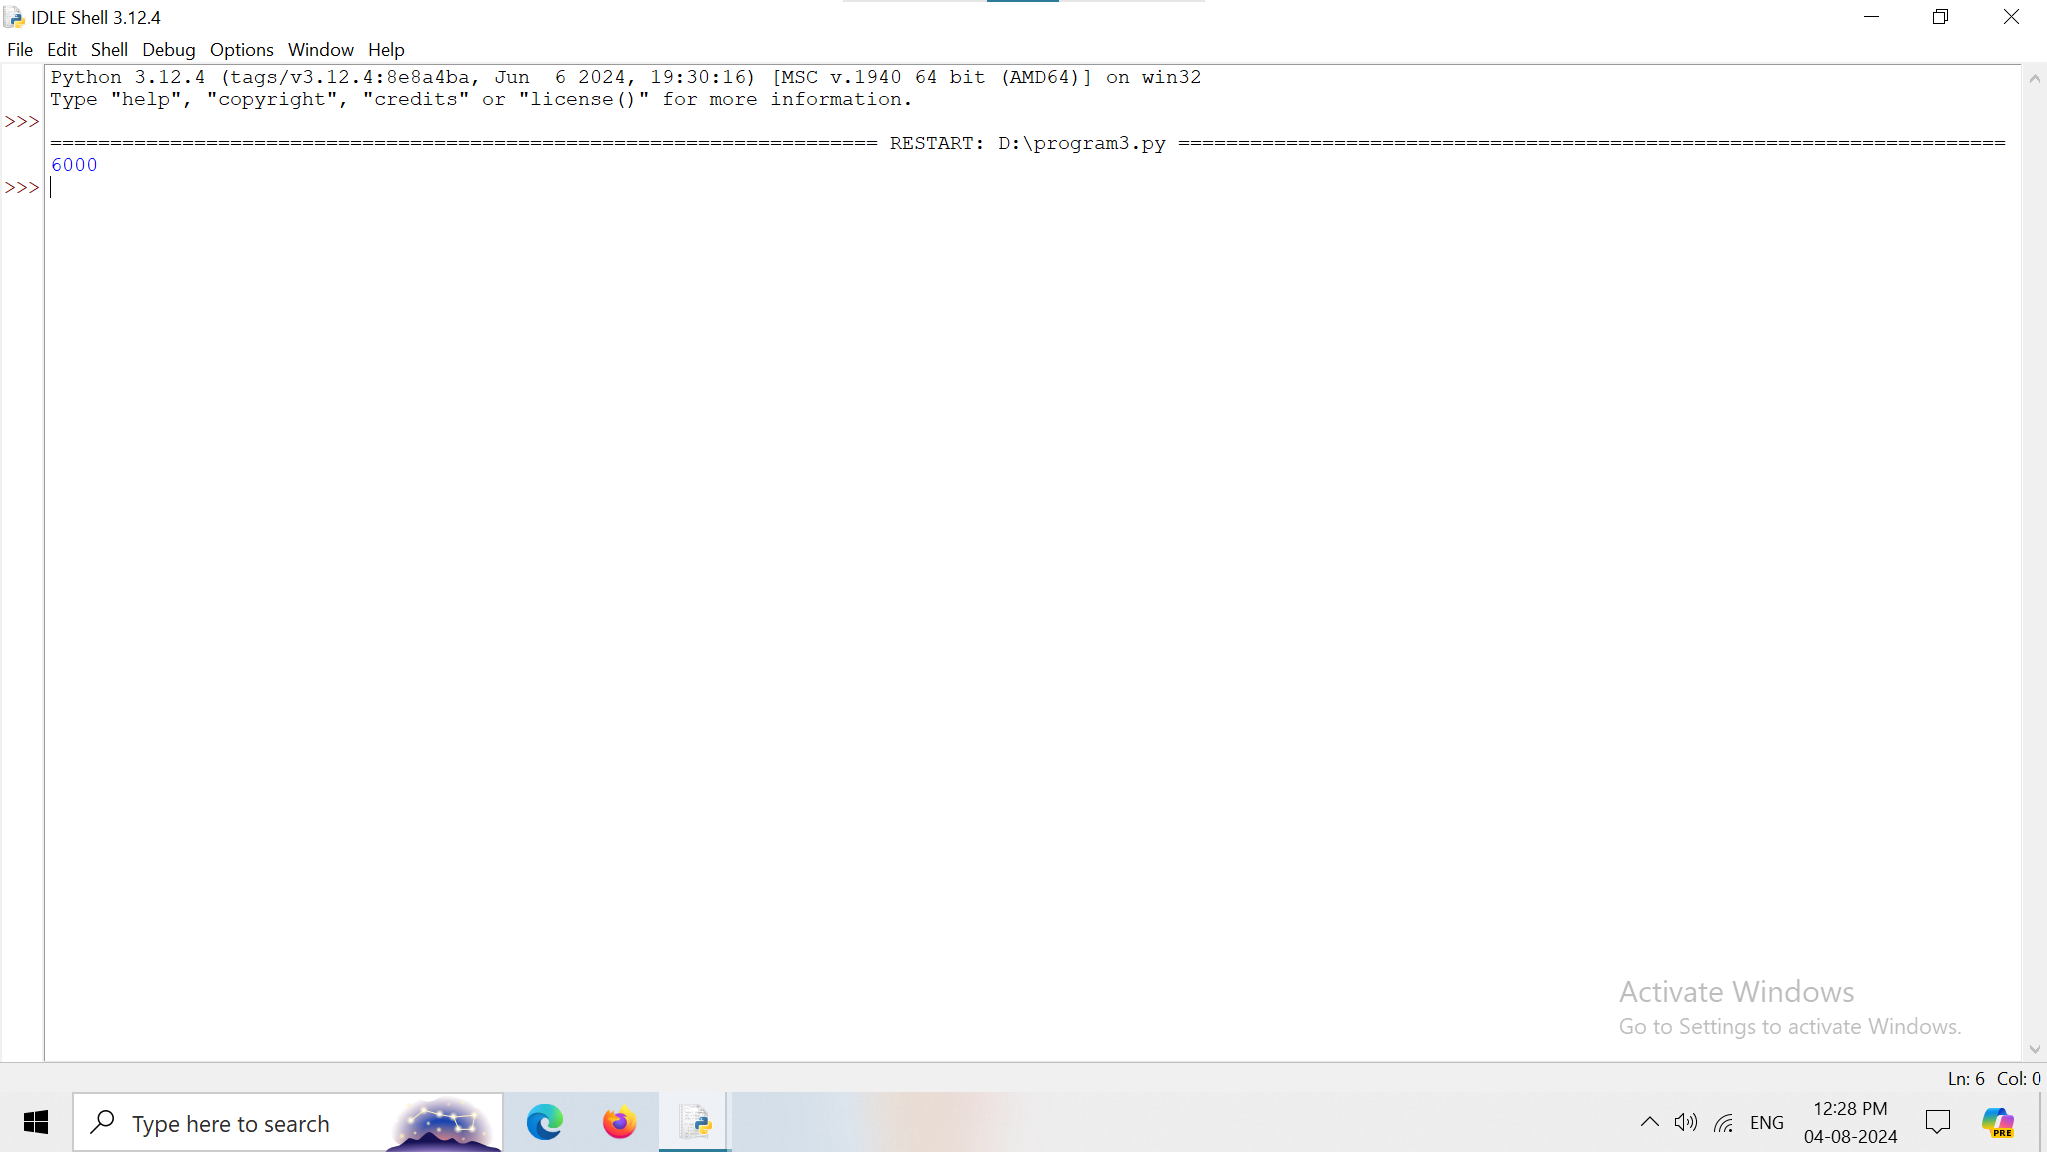 IDLE Shell 3.12.4
File Edit Shell Debug Options Window Help
Python 3.12.4 (tags/v3.12.4:8e8a4ba, Jun  6 2024, 19:30:16) [MSC v.1940 64 bit (AMD64)] on win32
Type "help", "copyright", "credits" or "license()" for more information.
>>>
===================================================================== RESTART: D:\program3.py =====================================================================
6000
>>>
Activate Windows
Go to Settings to activate Windows.
Ln: 6 Col: 0
Type here to search
ENG
12:28 PM
04-08-2024
PRE